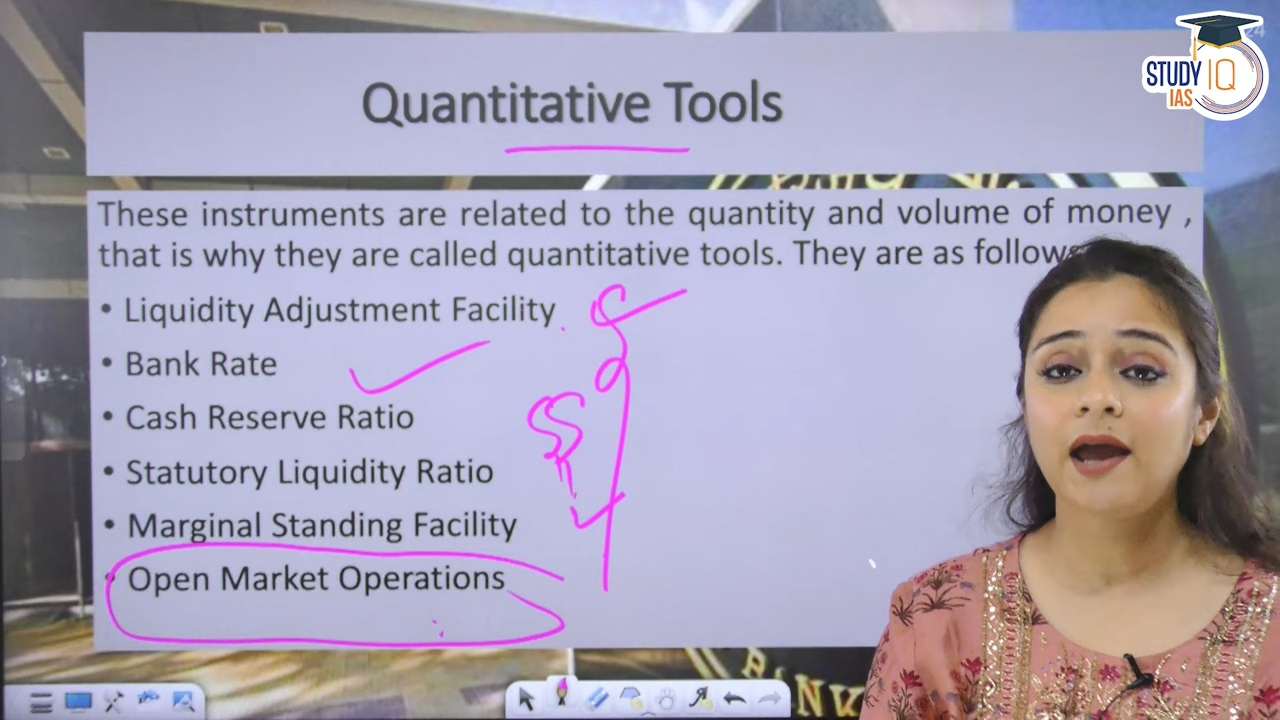 STUDY IQ
IAS
Quantitative Tools
These instruments are related to the quantity and volume of money ,
that is why they are called quantitative tools. They are as follows
• Liquidity Adjustment Facility
• Bank Rate
• Cash Reserve Ratio
• Statutory Liquidity Ratio
• Marginal Standing Facility
• Open Market Operations